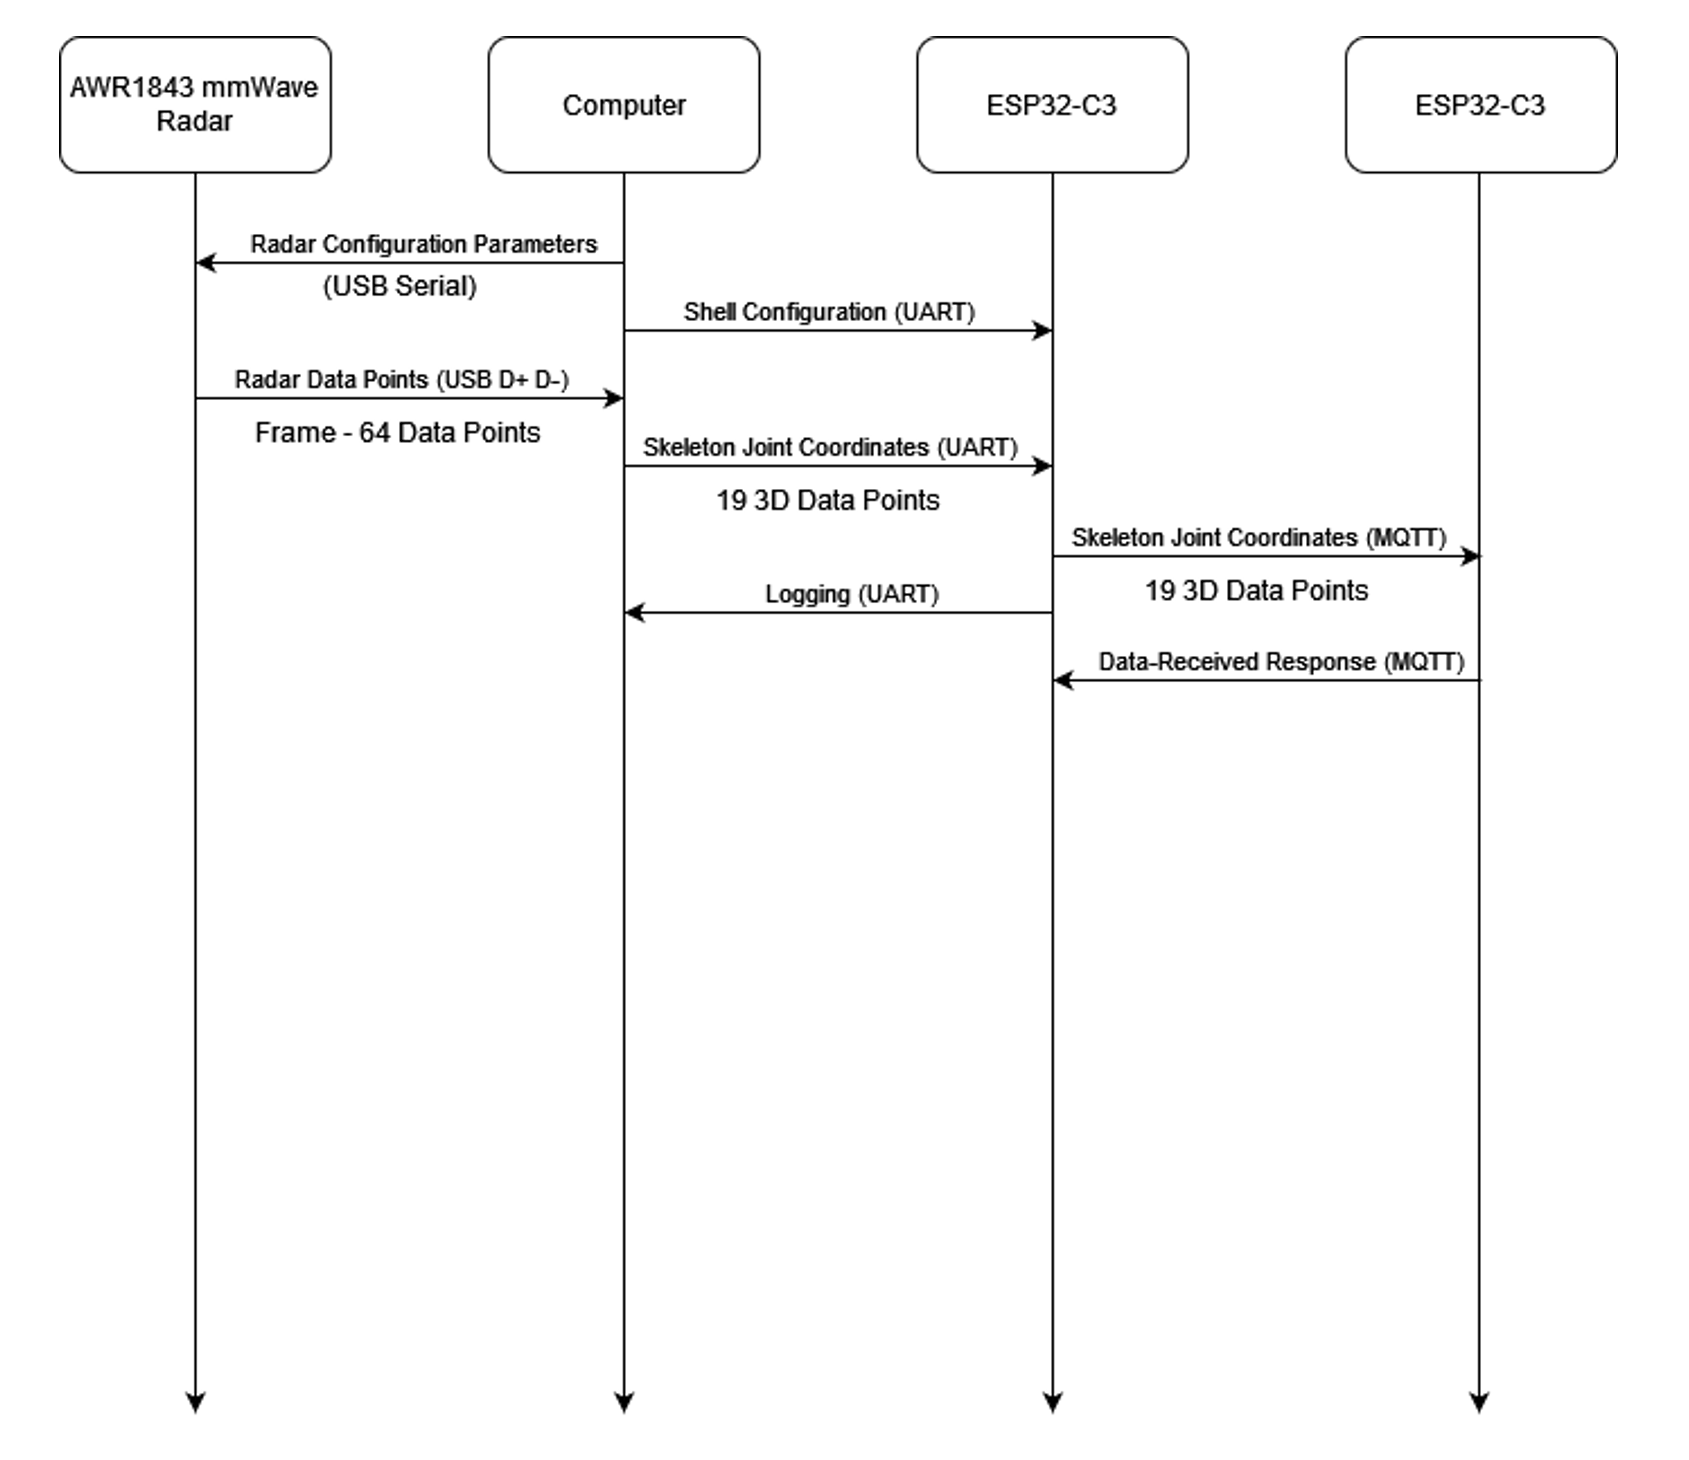 AWR1843 mmWave
Radar
Computer
ESP32-C3
ESP32-C3
Radar Configuration Parameters
(USB Serial)
Shell Configuration (UART)
Radar Data Points (USB D+ D-)
Frame - 64 Data Points
Skeleton Joint Coordinates (UART)
19 3D Data Points
Skeleton Joint Coordinates (MQTT)
19 3D Data Points
Logging (UART)
Data-Received Response (MQTT)